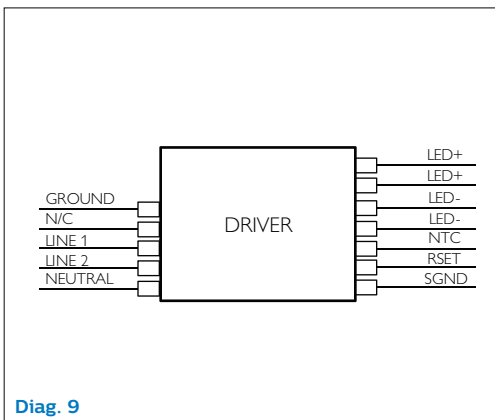 GROUND
N/C
LINE 1
LINE 2
NEUTRAL
DRIVER
LED+
LED+
LED-
LED-
NTC
RSET
SGND
Diag. 9